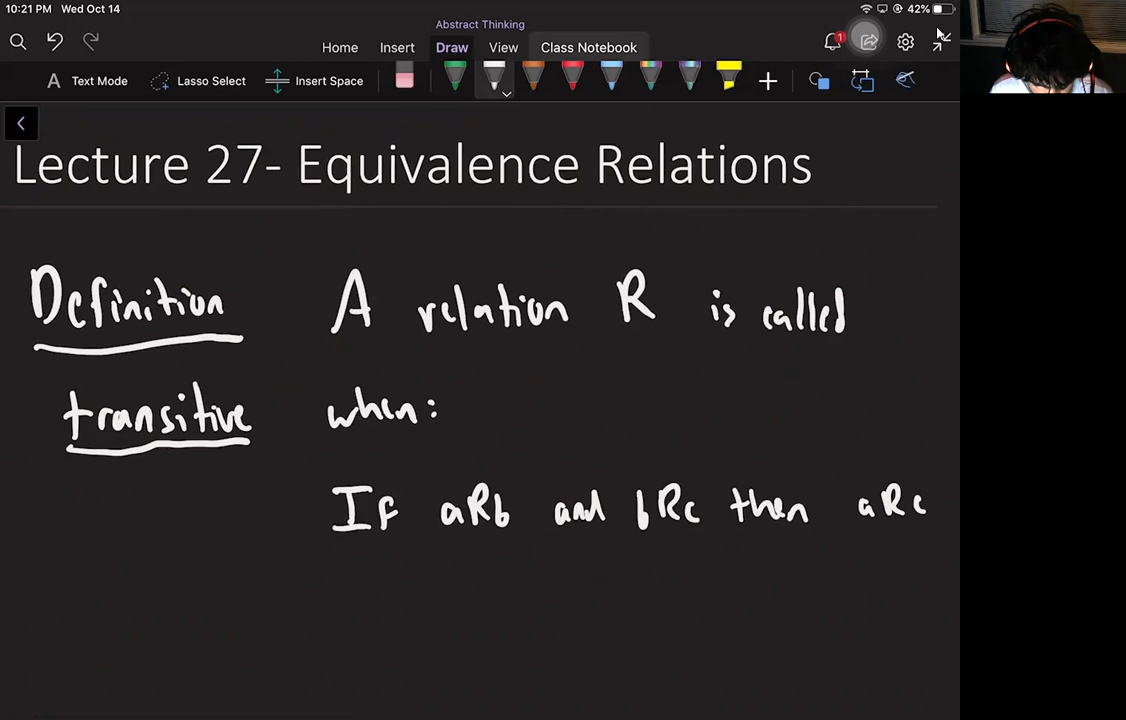 10:21 PM Wed Oct 14
42%
Abstract Thinking
Home Insert Draw View Class Notebook
1
A Text Mode Lasso Select Insert Space
Lecture 27- Equivalence Relations
Definition A relation R is called
transitive when:
If aRb and bRc then aRc